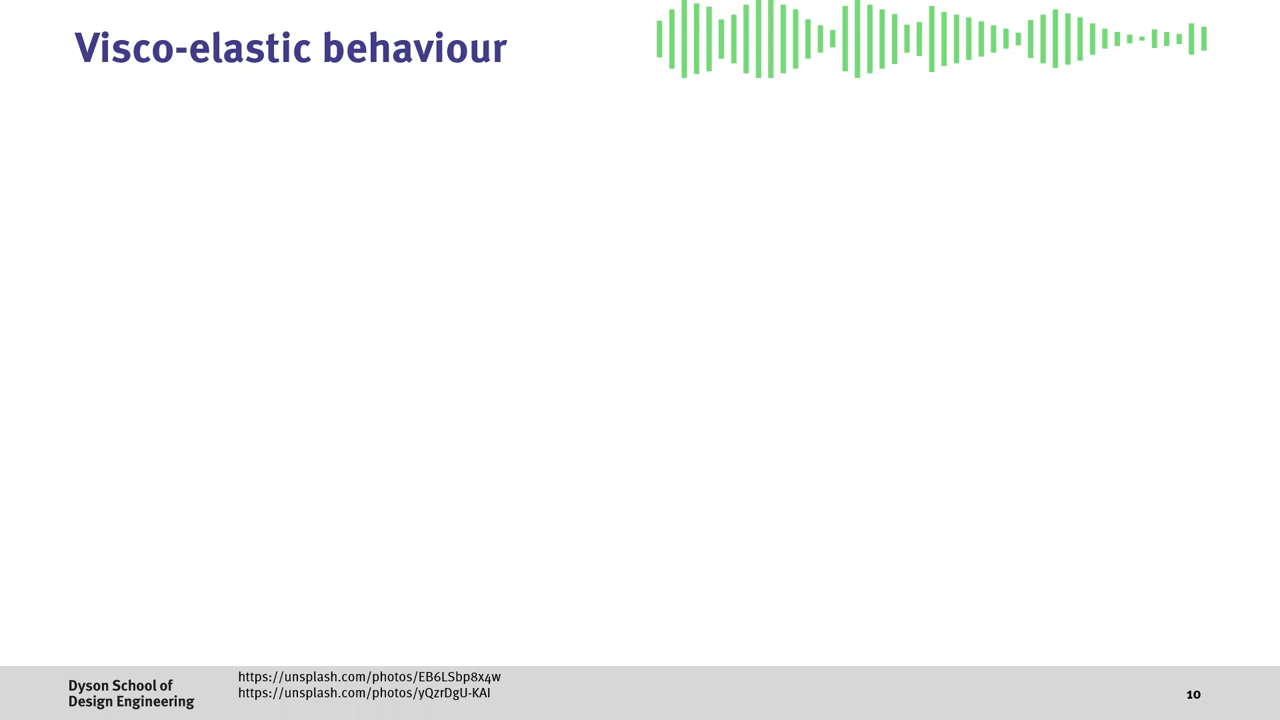 Visco-elastic behaviour
https://unsplash.com/photos/EB6LSbp8x4w
https://unsplash.com/photos/yQzrDgU-KAI
Dyson School of
Design Engineering
10